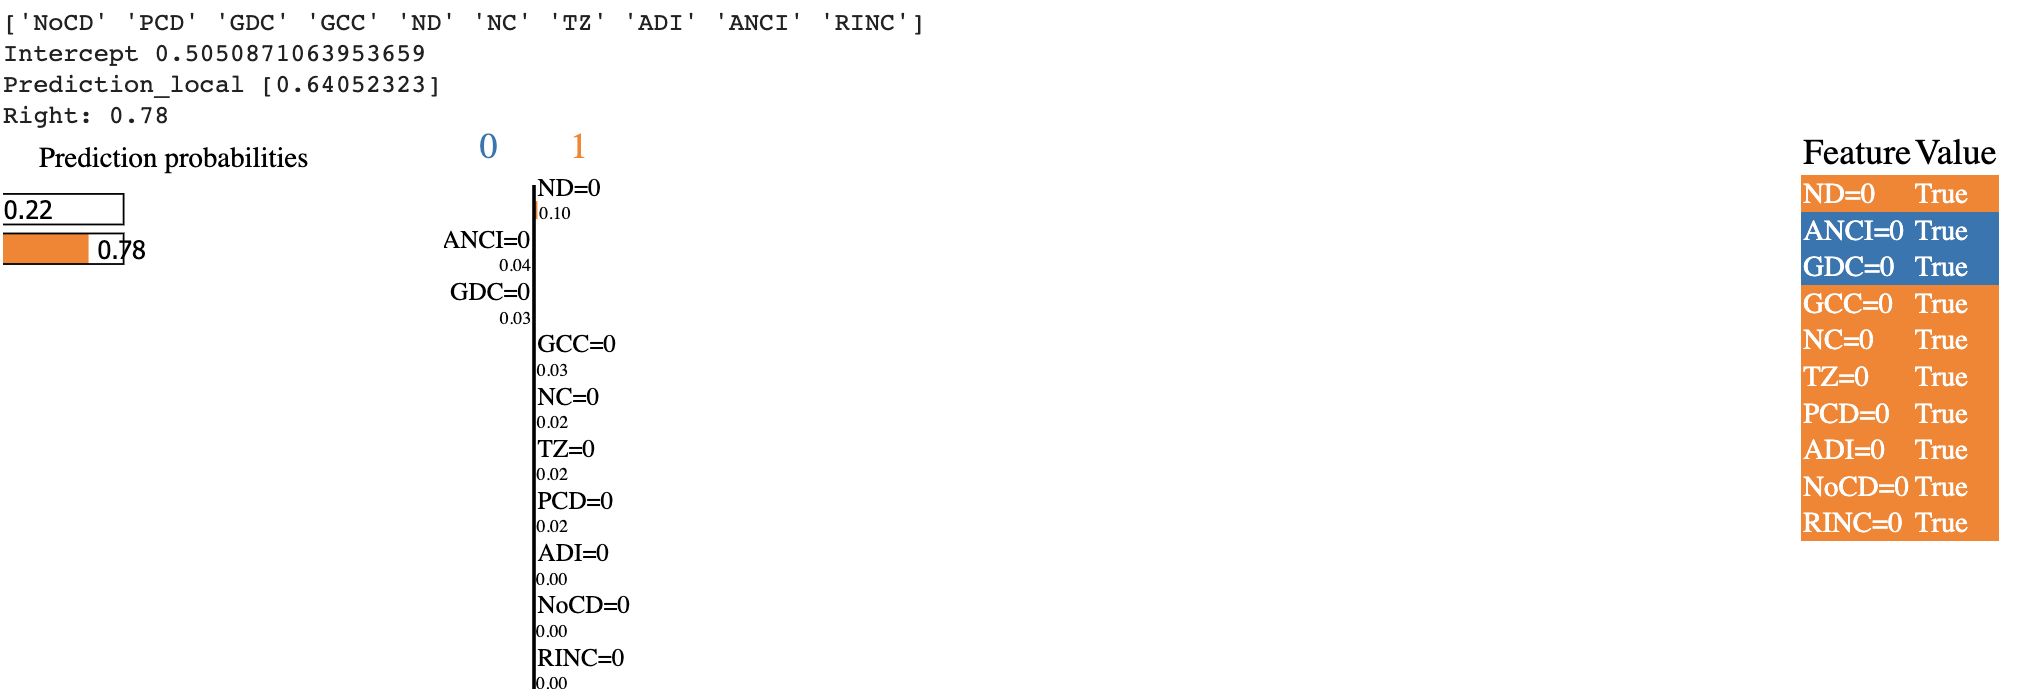 ['NoCD' 'PCD' 'GDC' 'GCC' 'ND' 'NC' 'TZ' 'ADI' 'ANCI' 'RINC']
Intercept 0.5050871063953659
Prediction_local [0.64052323]
Right: 0.78
Prediction probabilities
0.22
0.78
0 1
ND=0
0.10
ANCI=0
0.04
GDC=0
0.03
GCC=0
0.03
NC=0
0.02
TZ=0
0.02
PCD=0
0.02
ADI=0
0.00
NoCD=0
0.00
RINC=0
0.00
Feature Value
ND=0 True
ANCI=0 True
GDC=0 True
GCC=0 True
NC=0 True
TZ=0 True
PCD=0 True
ADI=0 True
NoCD=0 True
RINC=0 True